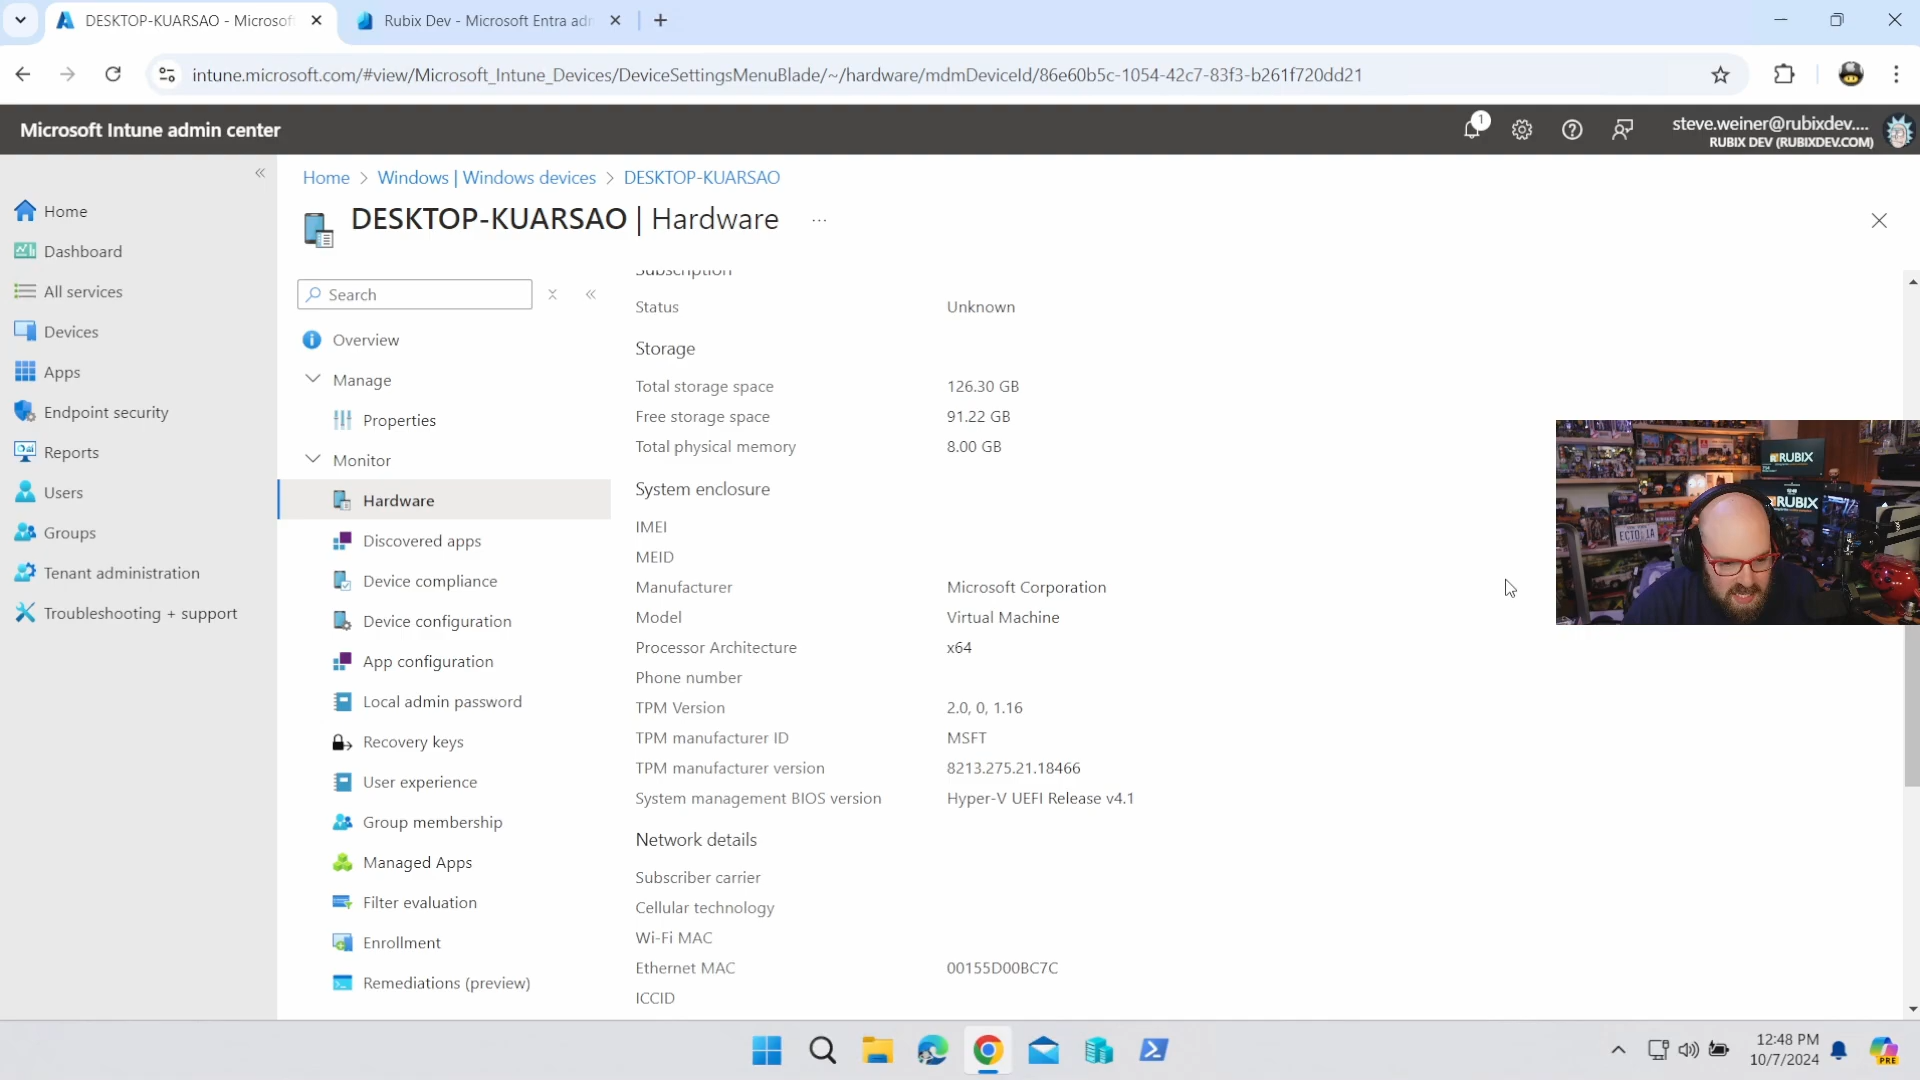 DESKTOP-KUARSAO - Microsof
Rubix Dev - Microsoft Entra adm
intune.microsoft.com/#view/Microsoft_Intune_Devices/DeviceSettingsMenuBlade/~/hardware/mdmDeviceId/86e60b5c-1054-42c7-83f3-b261f720dd21
Microsoft Intune admin center
1
steve.weiner@rubixdev....
RUBIX DEV (RUBIXDEV.COM)
Home
Dashboard
All services
Devices
Apps
Endpoint security
Reports
Users
Groups
Tenant administration
Troubleshooting + support
Home > Windows | Windows devices > DESKTOP-KUARSAO
DESKTOP-KUARSAO | Hardware ...
Search
Overview
Manage
Properties
Monitor
Hardware
Discovered apps
Device compliance
Device configuration
App configuration
Local admin password
Recovery keys
User experience
Group membership
Managed Apps
Filter evaluation
Enrollment
Remediations (preview)
Subscription
Status Unknown
Storage
Total storage space 126.30 GB
Free storage space 91.22 GB
Total physical memory 8.00 GB
System enclosure
IMEI
MEID
Manufacturer Microsoft Corporation
Model Virtual Machine
Processor Architecture x64
Phone number
TPM Version 2.0, 0, 1.16
TPM manufacturer ID MSFT
TPM manufacturer version 8213.275.21.18466
System management BIOS version Hyper-V UEFI Release v4.1
Network details
Subscriber carrier
Cellular technology
Wi-Fi MAC
Ethernet MAC 00155D00BC7C
ICCID
RUBIX
RUBIX
ECTO-1A
12:48 PM
10/7/2024
PRE